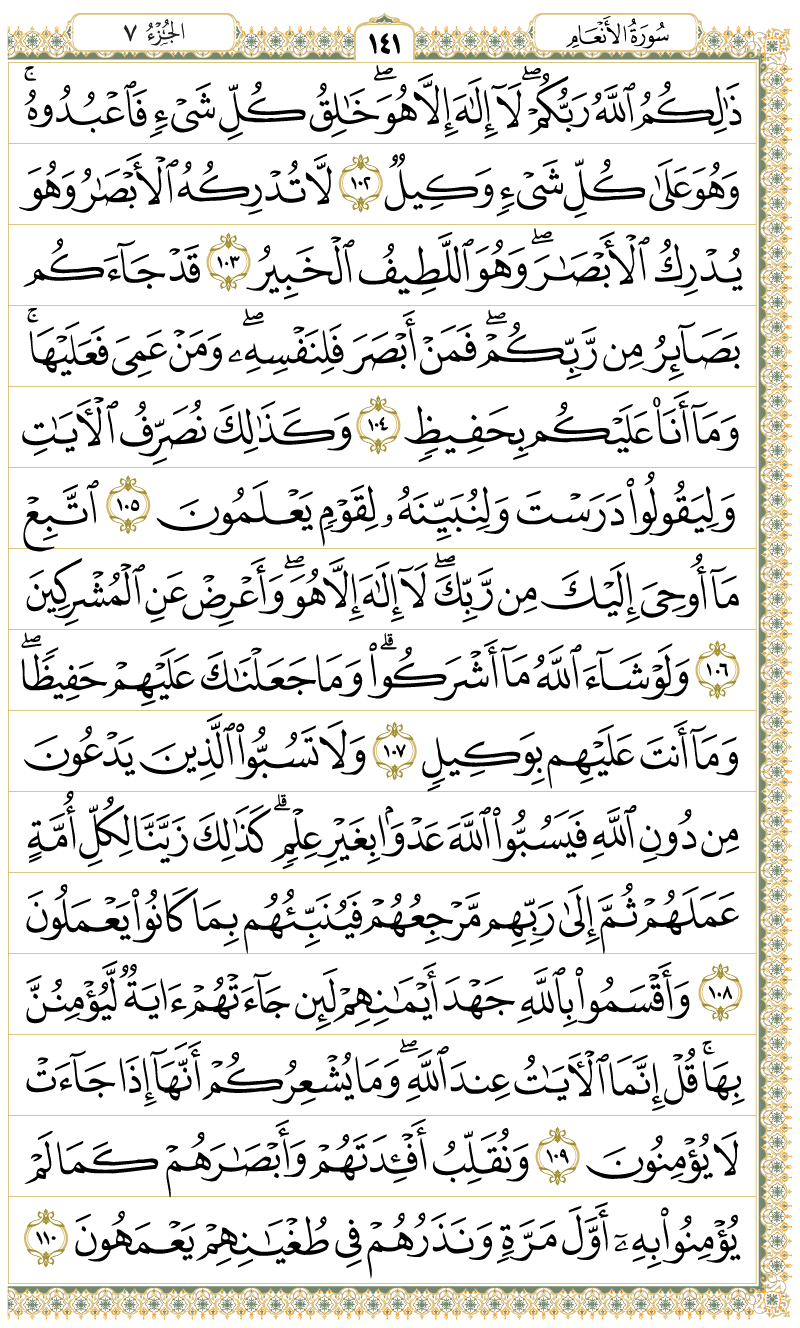 سُورَةُ الأَنْعَامِ
١٤١
الجُزْءُ ٧
ذَٰلِكُمُ ٱللَّهُ رَبُّكُمْۖ لَآ إِلَٰهَ إِلَّا هُوَۖ خَٰلِقُ كُلِّ شَىْءٍ فَٱعْبُدُوهُۚ
وَهُوَ عَلَىٰ كُلِّ شَىْءٍ وَكِيلٌ ١٠٢ لَّا تُدْرِكُهُ ٱلْأَبْصَٰرُ وَهُوَ
يُدْرِكُ ٱلْأَبْصَٰرَۖ وَهُوَ ٱللَّطِيفُ ٱلْخَبِيرُ ١٠٣ قَدْ جَآءَكُم
بَصَآئِرُ مِن رَّبِّكُمْۖ فَمَنْ أَبْصَرَ فَلِنَفْسِهِۦۖ وَمَنْ عَمِىَ فَعَلَيْهَاۚ
وَمَآ أَنَا۠ عَلَيْكُم بِحَفِيظٍ ١٠٤ وَكَذَٰلِكَ نُصَرِّفُ ٱلْأَيَٰتِ
وَلِيَقُولُوا۟ دَرَسْتَ وَلِنُبَيِّنَهُۥ لِقَوْمٍ يَعْلَمُونَ ١٠٥ ٱتَّبِعْ
مَآ أُوحِىَ إِلَيْكَ مِن رَّبِّكَۖ لَآ إِلَٰهَ إِلَّا هُوَۖ وَأَعْرِضْ عَنِ ٱلْمُشْرِكِينَ
١٠٦ وَلَوْ شَآءَ ٱللَّهُ مَآ أَشْرَكُوا۟ۗ وَمَا جَعَلْنَٰكَ عَلَيْهِمْ حَفِيظًاۖ
وَمَآ أَنتَ عَلَيْهِم بِوَكِيلٍ ١٠٧ وَلَا تَسُبُّوا۟ ٱلَّذِينَ يَدْعُونَ
مِن دُونِ ٱللَّهِ فَيَسُبُّوا۟ ٱللَّهَ عَدْوًۢا بِغَيْرِ عِلْمٍۗ كَذَٰلِكَ زَيَّنَّا لِكُلِّ أُمَّةٍ
عَمَلَهُمْ ثُمَّ إِلَىٰ رَبِّهِم مَّرْجِعُهُمْ فَيُنَبِّئُهُم بِمَا كَانُوا۟ يَعْمَلُونَ
١٠٨ وَأَقْسَمُوا۟ بِٱللَّهِ جَهْدَ أَيْمَٰنِهِمْ لَئِن جَآءَتْهُمْ ءَايَةٌ لَّيُؤْمِنُنَّ
بِهَاۚ قُلْ إِنَّمَا ٱلْأَيَٰتُ عِندَ ٱللَّهِۖ وَمَا يُشْعِرُكُمْ أَنَّهَآ إِذَا جَآءَتْ
لَا يُؤْمِنُونَ ١٠٩ وَنُقَلِّبُ أَفْـِٔدَتَهُمْ وَأَبْصَٰرَهُمْ كَمَا لَمْ
يُؤْمِنُوا۟ بِهِۦٓ أَوَّلَ مَرَّةٍ وَنَذَرُهُمْ فِى طُغْيَٰنِهِمْ يَعْمَهُونَ ١١٠